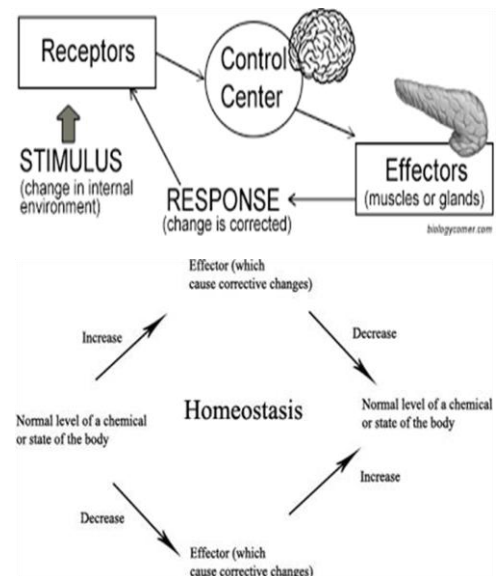 Receptors
Control
Center
STIMULUS
(change in internal
environment)
Effectors
(muscles or glands)
RESPONSE
(change is corrected)
biologycorner.com
Effector (which
cause corrective changes)
Increase
Decrease
Homeostasis
Normal level of a chemical
or state of the body
Normal level of a chemical
or state of the body
Decrease
Increase
Effector (which
cause corrective changes)